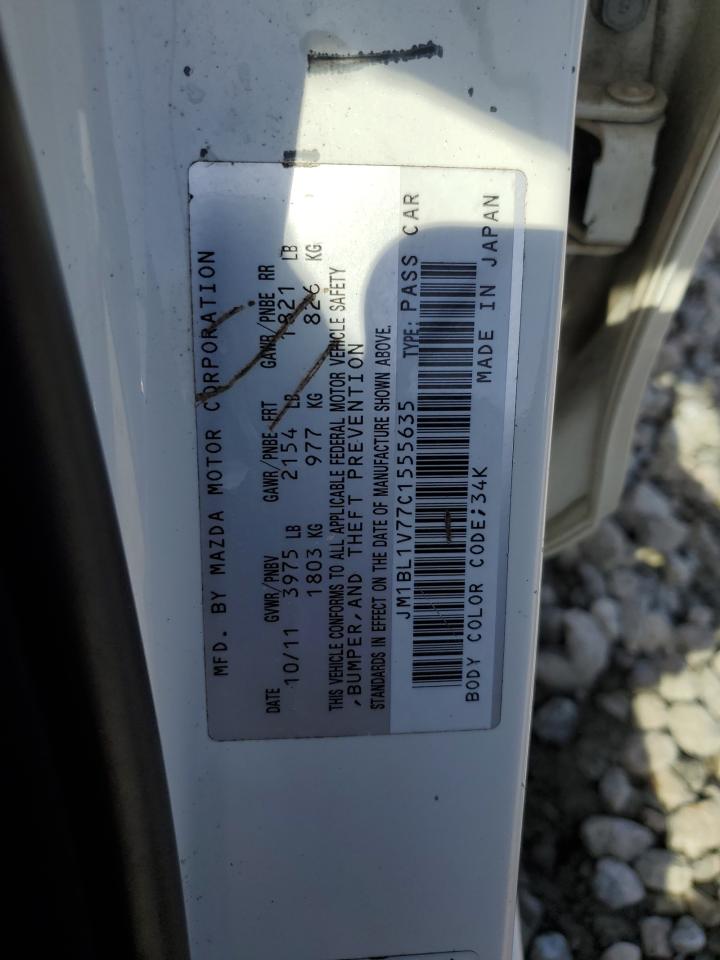 MFD. BY MAZDA MOTOR CORPORATION
DATE GVWR/PNBV GAWR/PNBE FRT GAWR/PNBE RR
10/11 3975 LB 2154 LB 1821 LB
1803 KG 977 KG 826 KG
THIS VEHICLE CONFORMS TO ALL APPLICABLE FEDERAL MOTOR VEHICLE SAFETY
,BUMPER, AND THEFT PREVENTION
STANDARDS IN EFFECT ON THE DATE OF MANUFACTURE SHOWN ABOVE.
JM1BL1V77C1555635 TYPE: PASS CAR
BODY COLOR CODE;34K MADE IN JAPAN